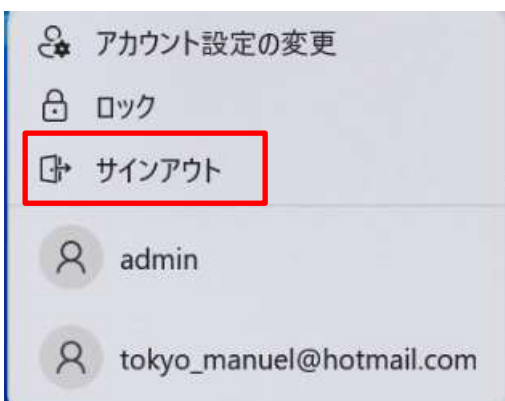 アカウント設定の変更
ロック
サインアウト
admin
tokyo_manuel@hotmail.com